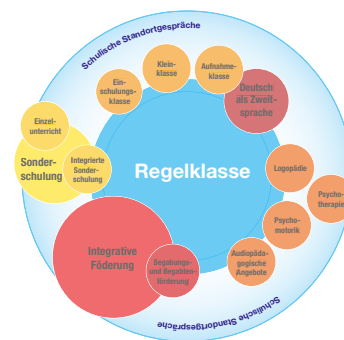 Schulische Standortgespräche
Klein-
klasse
Aufnahme-
klasse
Ein-
schulungs-
klasse
Deutsch
als Zweit-
sprache
Einzel-
unterricht
Sonder-
schulung
Integrierte
Sonder-
schulung
Regelklasse
Logopädie
Psycho-
therapie
Psycho-
motorik
Audiopäda-
gogische
Angebote
Integrative
Föderung
Begabungs-
und Begabten-
förderung
Schulische Standortgespräche